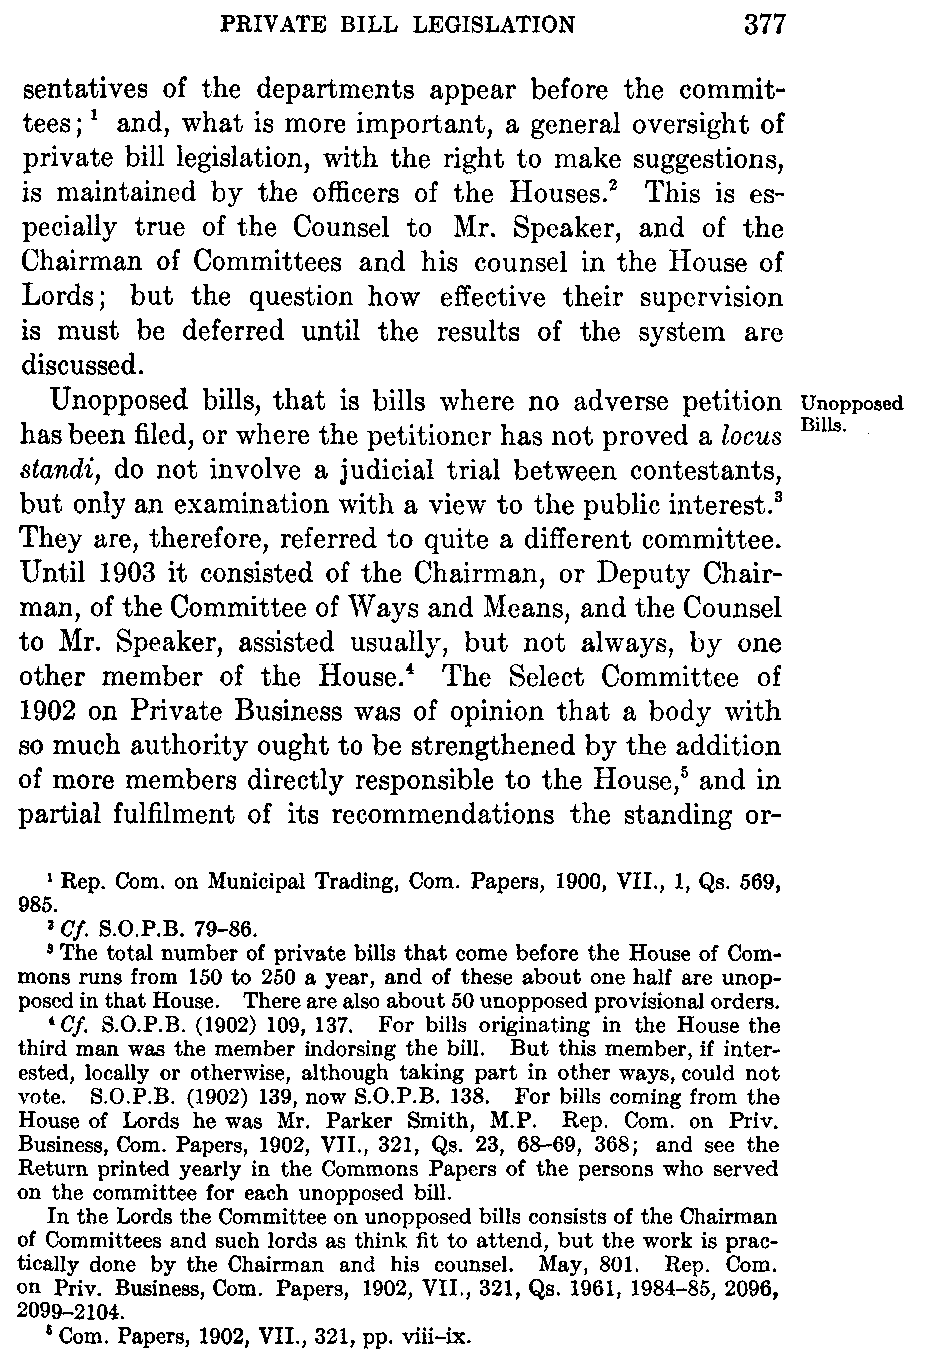 PRIVATE BILL LEGISLATION 377
sentatives of the departments appear before the commit-
tees;¹ and, what is more important, a general oversight of
private bill legislation, with the right to make suggestions,
is maintained by the officers of the Houses.² This is es-
pecially true of the Counsel to Mr. Speaker, and of the
Chairman of Committees and his counsel in the House of
Lords; but the question how effective their supervision
is must be deferred until the results of the system are
discussed.
Unopposed bills, that is bills where no adverse petition
has been filed, or where the petitioner has not proved a locus
standi, do not involve a judicial trial between contestants,
but only an examination with a view to the public interest.³
They are, therefore, referred to quite a different committee.
Until 1903 it consisted of the Chairman, or Deputy Chair-
man, of the Committee of Ways and Means, and the Counsel
to Mr. Speaker, assisted usually, but not always, by one
other member of the House.⁴ The Select Committee of
1902 on Private Business was of opinion that a body with
so much authority ought to be strengthened by the addition
of more members directly responsible to the House,⁵ and in
partial fulfilment of its recommendations the standing or-
Unopposed
Bills.
¹ Rep. Com. on Municipal Trading, Com. Papers, 1900, VII., 1, Qs. 569,
985.
² Cf. S.O.P.B. 79–86.
³ The total number of private bills that come before the House of Com-
mons runs from 150 to 250 a year, and of these about one half are unop-
posed in that House. There are also about 50 unopposed provisional orders.
⁴ Cf. S.O.P.B. (1902) 109, 137. For bills originating in the House the
third man was the member indorsing the bill. But this member, if inter-
ested, locally or otherwise, although taking part in other ways, could not
vote. S.O.P.B. (1902) 139, now S.O.P.B. 138. For bills coming from the
House of Lords he was Mr. Parker Smith, M.P. Rep. Com. on Priv.
Business, Com. Papers, 1902, VII., 321, Qs. 23, 68–69, 368; and see the
Return printed yearly in the Commons Papers of the persons who served
on the committee for each unopposed bill.
In the Lords the Committee on unopposed bills consists of the Chairman
of Committees and such lords as think fit to attend, but the work is prac-
tically done by the Chairman and his counsel. May, 801. Rep. Com.
on Priv. Business, Com. Papers, 1902, VII., 321, Qs. 1961, 1984–85, 2096,
2099–2104.
⁵ Com. Papers, 1902, VII., 321, pp. viii–ix.